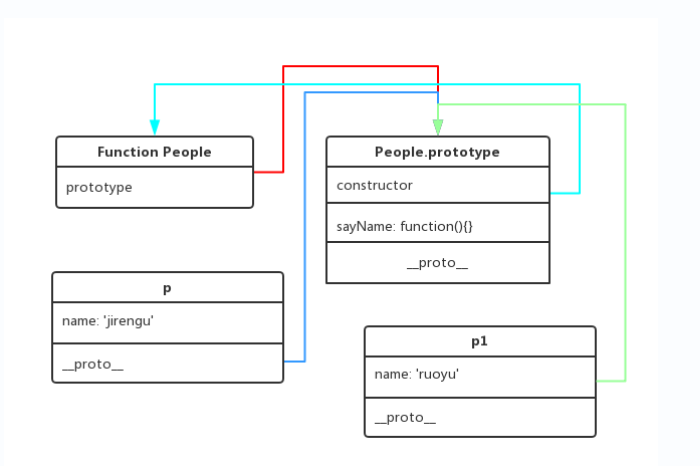 Function People
prototype
People.prototype
constructor
sayName: function(){}
__proto__
p
name: 'jirengu'
__proto__
p1
name: 'ruoyu'
__proto__